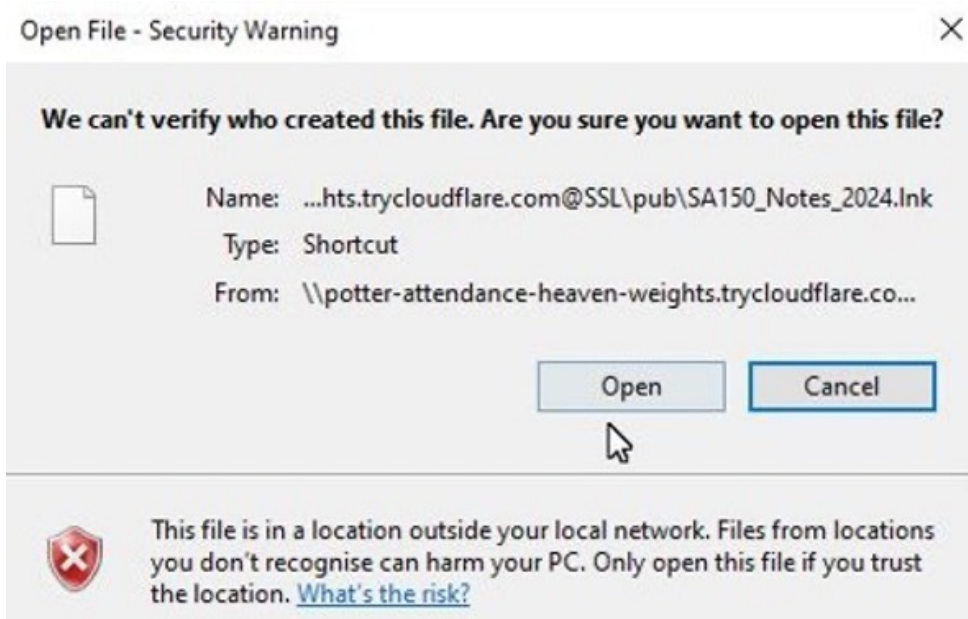 Open File - Security Warning
We can't verify who created this file. Are you sure you want to open this file?
Name: ...hts.trycloudflare.com@SSL\pub\SA150_Notes_2024.lnk
Type: Shortcut
From: \\potter-attendance-heaven-weights.trycloudflare.co...
Open Cancel
This file is in a location outside your local network. Files from locations
you don't recognise can harm your PC. Only open this file if you trust
the location. What's the risk?